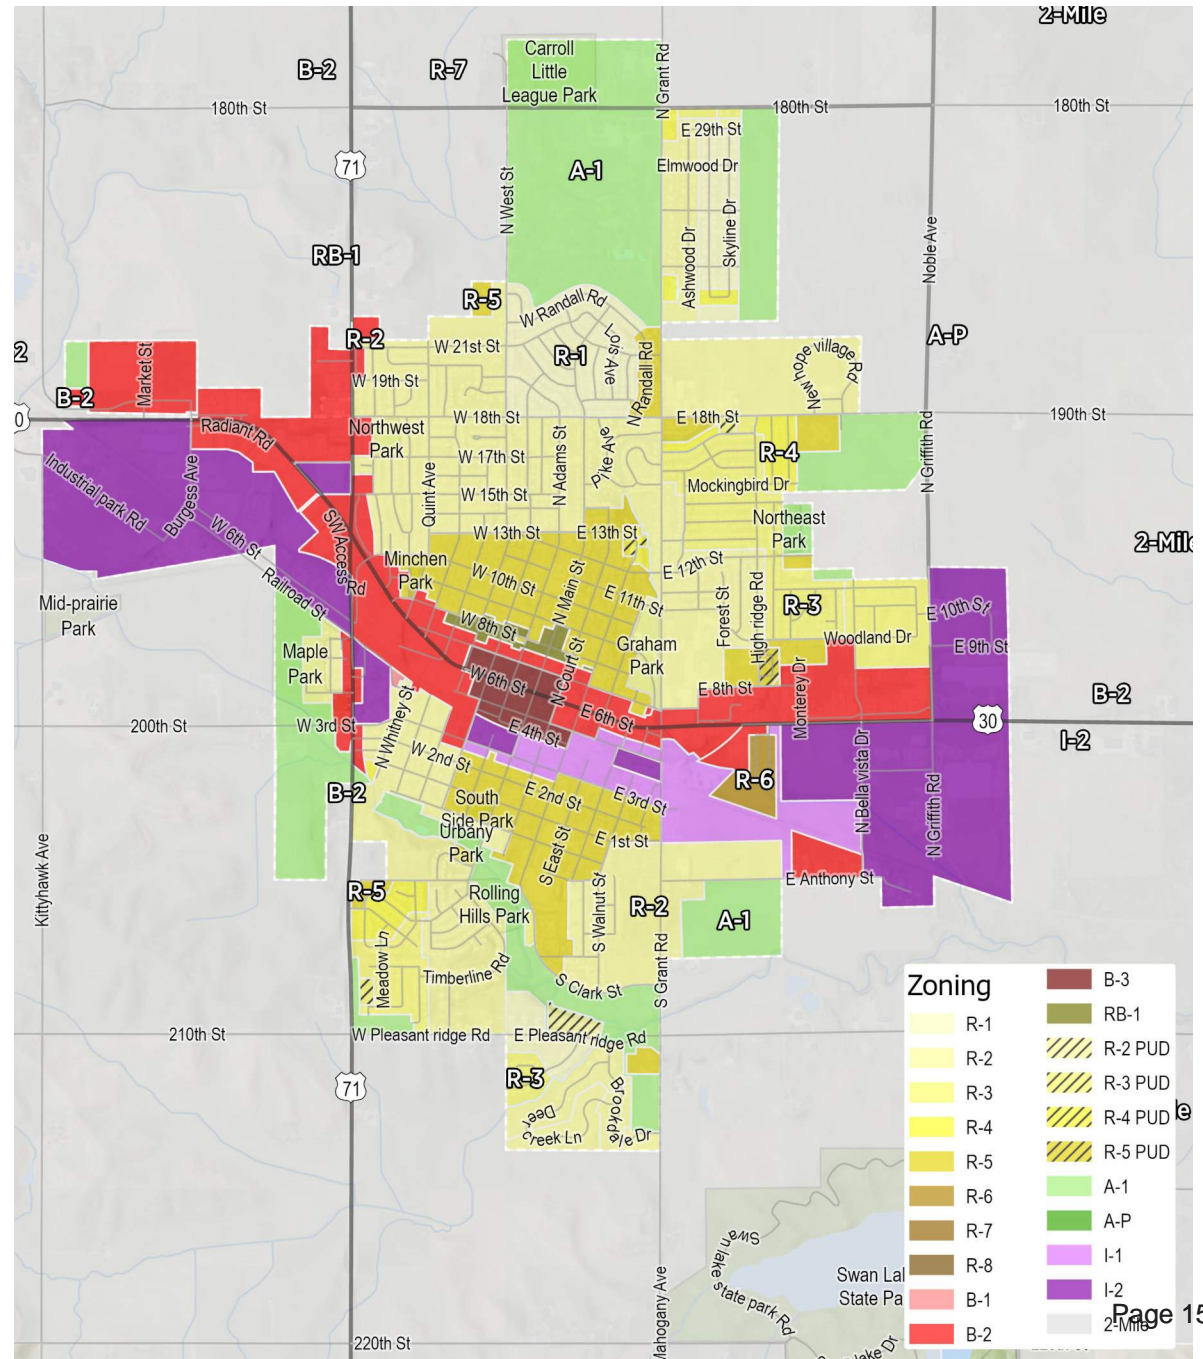 2-Mile
Carroll
Little
League Park
N Grant Rd
B-2
R-7
180th St
180th St
180th St
E 29th St
Elmwood Dr
71
A-1
N West St
Skyline Dr
Ashwood Dr
Noble Ave
RB-1
R-5
W Randall Rd
A-P
2
R-2
W 21st St
R-1
Lois Ave
N Randall Rd
New hope village Rd
Market St
W 19th St
B-2
0
W 18th St
E 18th St
190th St
Radiant Rd
Northwest
Park
N Adams St
Pike Ave
R-4
N Griffith Rd
W 17th St
Quint Ave
Mockingbird Dr
Industrial park Rd
Burgess Ave
W 15th St
W 6th St
SW Access Rd
W 13th St
E 13th St
Northeast
Park
2-Mile
Minchen
Park
W 10th St
N Main St
E 12th St
E 11th St
Railroad St
Mid-prairie
Park
Forest St
High ridge Rd
R-3
E 10th St
W 8th St
Graham
Park
Woodland Dr
E 9th St
Maple
Park
W 6th St
N Court St
E 8th St
Monterey Dr
B-2
200th St
W 3rd St
N Whitney St
E 4th St
E 6th St
30
I-2
W 2nd St
R-6
N Bella vista Dr
B-2
South
Side Park
E 2nd St
E 3rd St
N Griffith Rd
Urbany
Park
E 1st St
S East St
Kittyhawk Ave
E Anthony St
R-5
Rolling
Hills Park
S Walnut St
R-2
A-1
Meadow Ln
Timberline Rd
S Grant Rd
S Clark St
210th St
W Pleasant ridge Rd
E Pleasant ridge Rd
71
R-3
Deer creek Ln
Brookdale Dr
Zoning
R-1
R-2
R-3
R-4
R-5
R-6
R-7
R-8
B-1
B-2
B-3
RB-1
R-2 PUD
R-3 PUD
R-4 PUD
R-5 PUD
A-1
A-P
I-1
I-2
2-Mile
Page 15
Swan lake state park Rd
Swan Lak
State Pa
Mahogany Ave
220th St
lake Dr